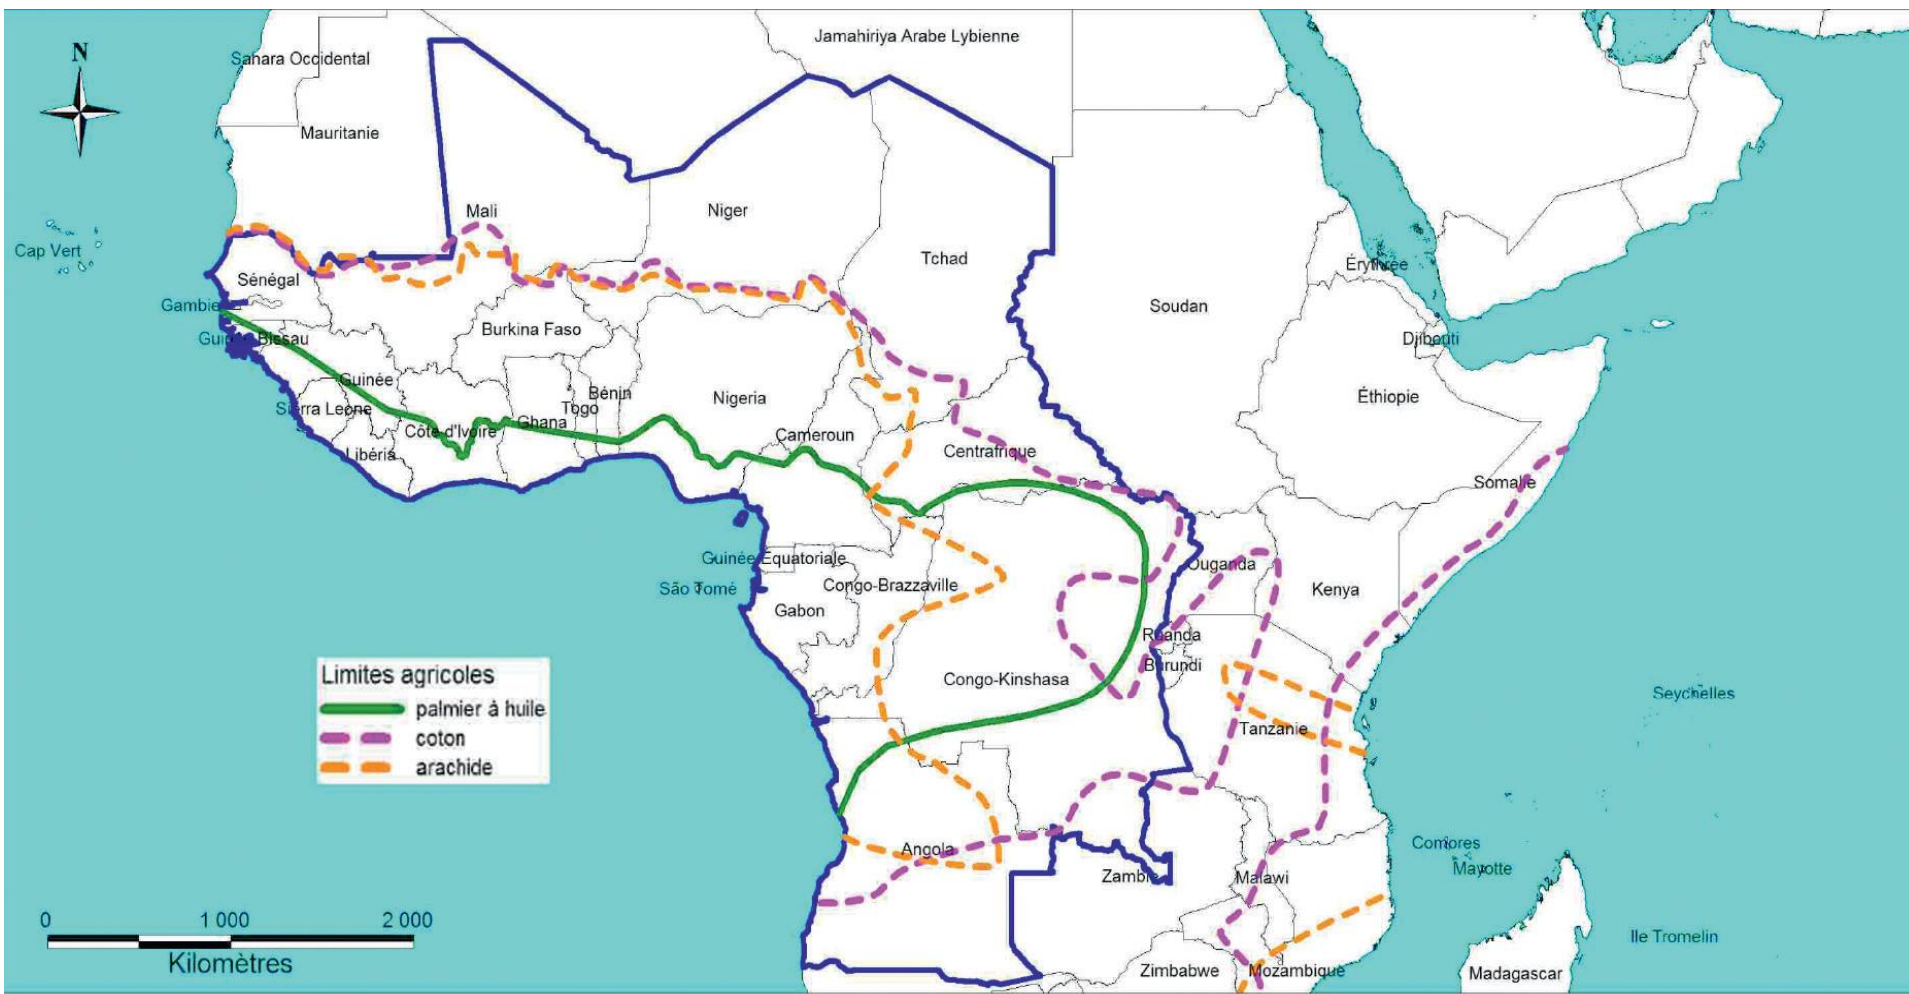 Jamahiriya Arabe Lybienne
N
Sahara Occidental
Mauritanie
Mali
Niger
Cap Vert
Tchad
Érythrée
Sénégal
Gambie
Soudan
Burkina Faso
Bissau
Djibouti
Guinée
Bénin
Nigeria
Éthiopie
Sierra Leone
Togo
Ghana
Côte-d'Ivoire
Cameroun
Libéria
Centrafrique
Somalie
Guinée Équatoriale
Ouganda
São Tomé
Congo-Brazzaville
Kenya
Gabon
Ruanda
Burundi
Limites agricoles
Congo-Kinshasa
palmier à huile
Seychelles
coton
Tanzanie
arachide
Angola
Comores
Mayotte
Zambie
Malawi
0 1 000 2 000
Kilomètres
Ile Tromelin
Zimbabwe
Mozambique
Madagascar